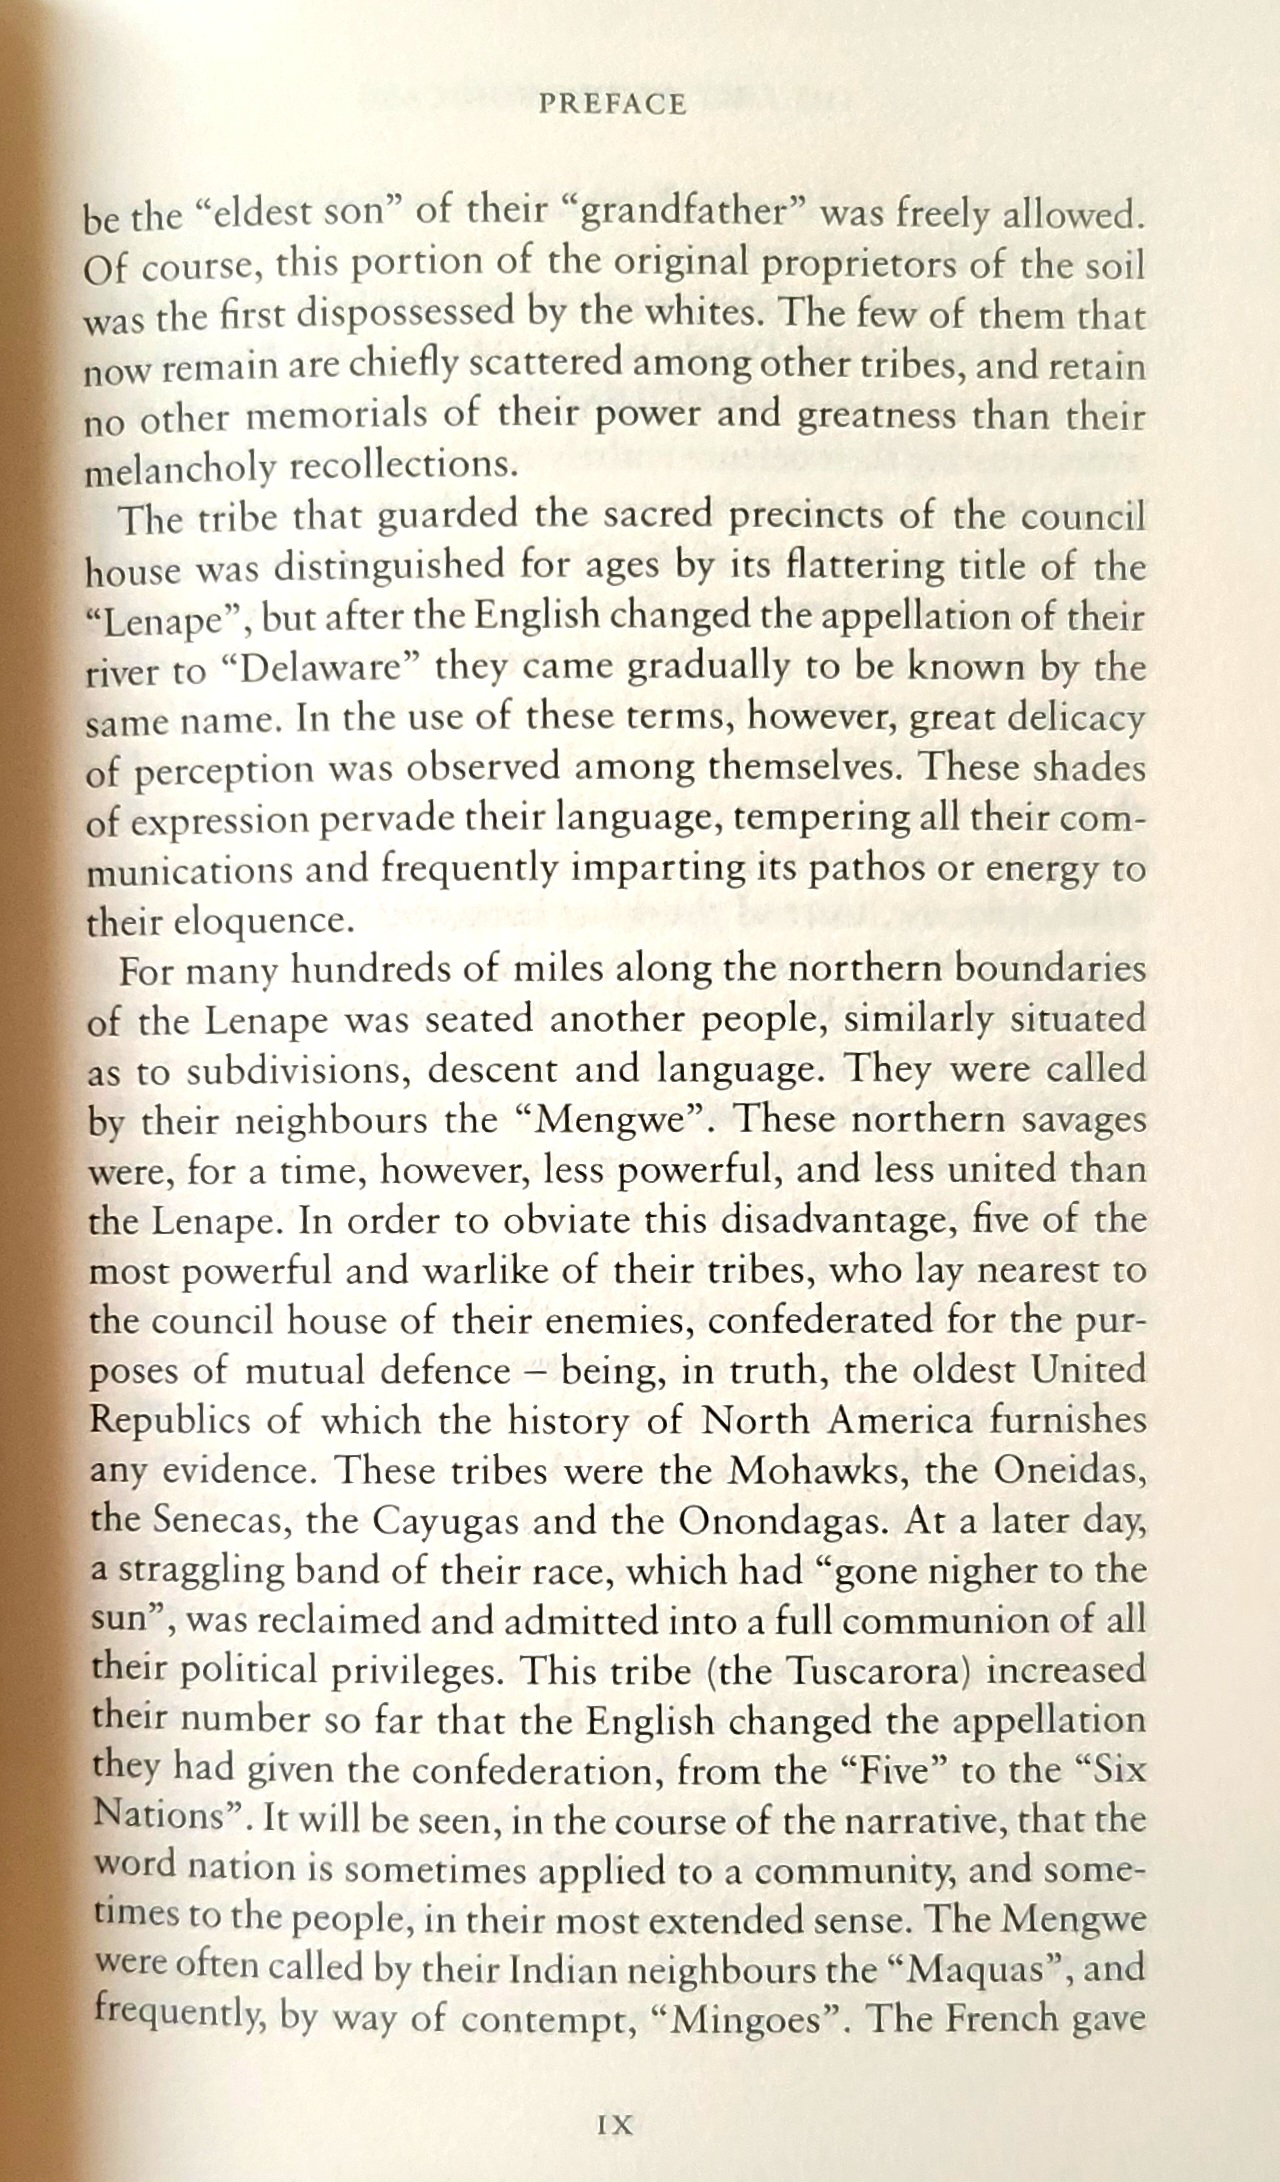 PREFACE
be the “eldest son” of their “grandfather” was freely allowed.
Of course, this portion of the original proprietors of the soil
was the first dispossessed by the whites. The few of them that
now remain are chiefly scattered among other tribes, and retain
no other memorials of their power and greatness than their
melancholy recollections.
The tribe that guarded the sacred precincts of the council
house was distinguished for ages by its flattering title of the
“Lenape”, but after the English changed the appellation of their
river to “Delaware” they came gradually to be known by the
same name. In the use of these terms, however, great delicacy
of perception was observed among themselves. These shades
of expression pervade their language, tempering all their com-
munications and frequently imparting its pathos or energy to
their eloquence.
For many hundreds of miles along the northern boundaries
of the Lenape was seated another people, similarly situated
as to subdivisions, descent and language. They were called
by their neighbours the “Mengwe”. These northern savages
were, for a time, however, less powerful, and less united than
the Lenape. In order to obviate this disadvantage, five of the
most powerful and warlike of their tribes, who lay nearest to
the council house of their enemies, confederated for the pur-
poses of mutual defence – being, in truth, the oldest United
Republics of which the history of North America furnishes
any evidence. These tribes were the Mohawks, the Oneidas,
the Senecas, the Cayugas and the Onondagas. At a later day,
a straggling band of their race, which had “gone nigher to the
sun”, was reclaimed and admitted into a full communion of all
their political privileges. This tribe (the Tuscarora) increased
their number so far that the English changed the appellation
they had given the confederation, from the “Five” to the “Six
Nations”. It will be seen, in the course of the narrative, that the
word nation is sometimes applied to a community, and some-
times to the people, in their most extended sense. The Mengwe
were often called by their Indian neighbours the “Maquas”, and
frequently, by way of contempt, “Mingoes”. The French gave
IX